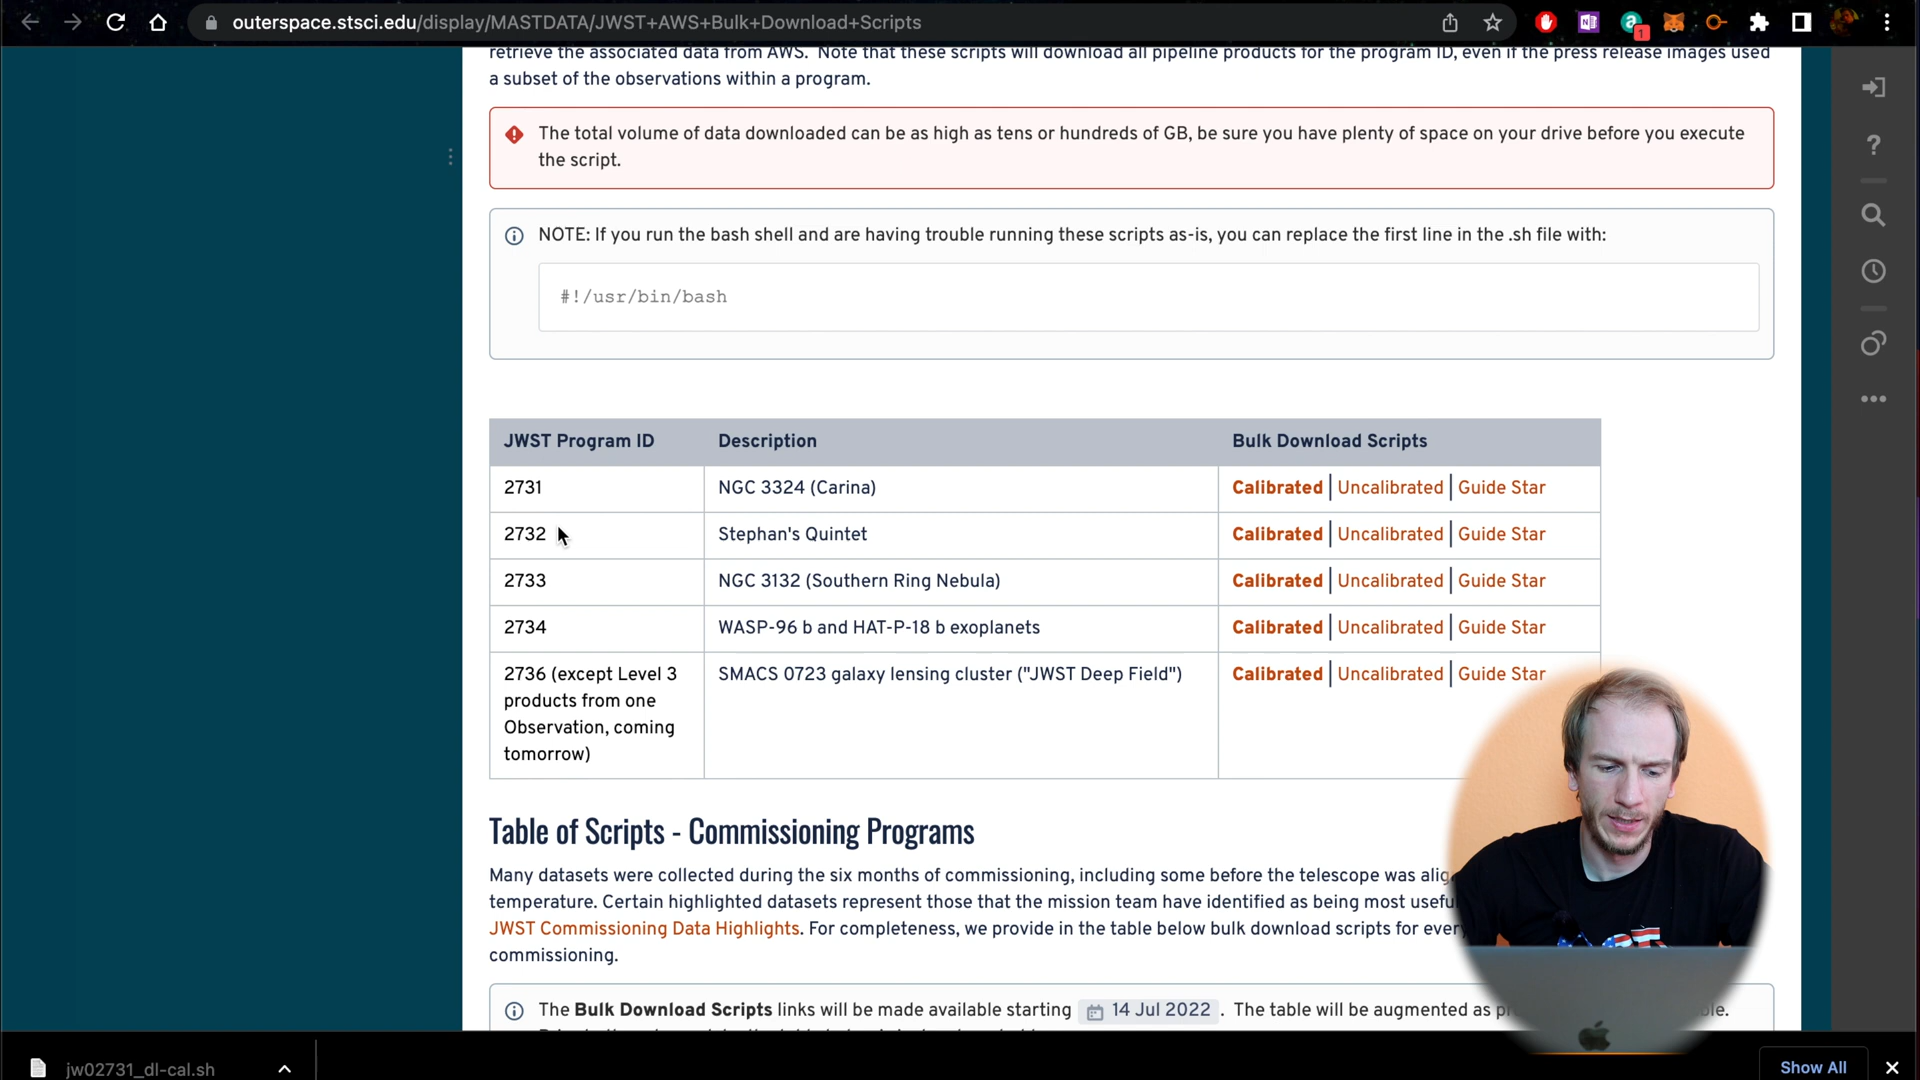 outerspace.stsci.edu/display/MASTDATA/JWST+AWS+Bulk+Download+Scripts
1
retrieve the associated data from AWS. Note that these scripts will download all pipeline products for the program ID, even if the press release images used
a subset of the observations within a program.
The total volume of data downloaded can be as high as tens or hundreds of GB, be sure you have plenty of space on your drive before you execute
the script.
NOTE: If you run the bash shell and are having trouble running these scripts as-is, you can replace the first line in the .sh file with:
#!/usr/bin/bash
JWST Program ID Description Bulk Download Scripts
2731 NGC 3324 (Carina) Calibrated | Uncalibrated | Guide Star
2732 Stephan's Quintet Calibrated | Uncalibrated | Guide Star
2733 NGC 3132 (Southern Ring Nebula) Calibrated | Uncalibrated | Guide Star
2734 WASP-96 b and HAT-P-18 b exoplanets Calibrated | Uncalibrated | Guide Star
2736 (except Level 3 SMACS 0723 galaxy lensing cluster ("JWST Deep Field") Calibrated | Uncalibrated | Guide Star
products from one
Observation, coming
tomorrow)
Table of Scripts - Commissioning Programs
Many datasets were collected during the six months of commissioning, including some before the telescope was alig
temperature. Certain highlighted datasets represent those that the mission team have identified as being most usefu
JWST Commissioning Data Highlights. For completeness, we provide in the table below bulk download scripts for ever
commissioning.
The Bulk Download Scripts links will be made available starting 14 Jul 2022 . The table will be augmented as
jw02731_dl-cal.sh
Show All